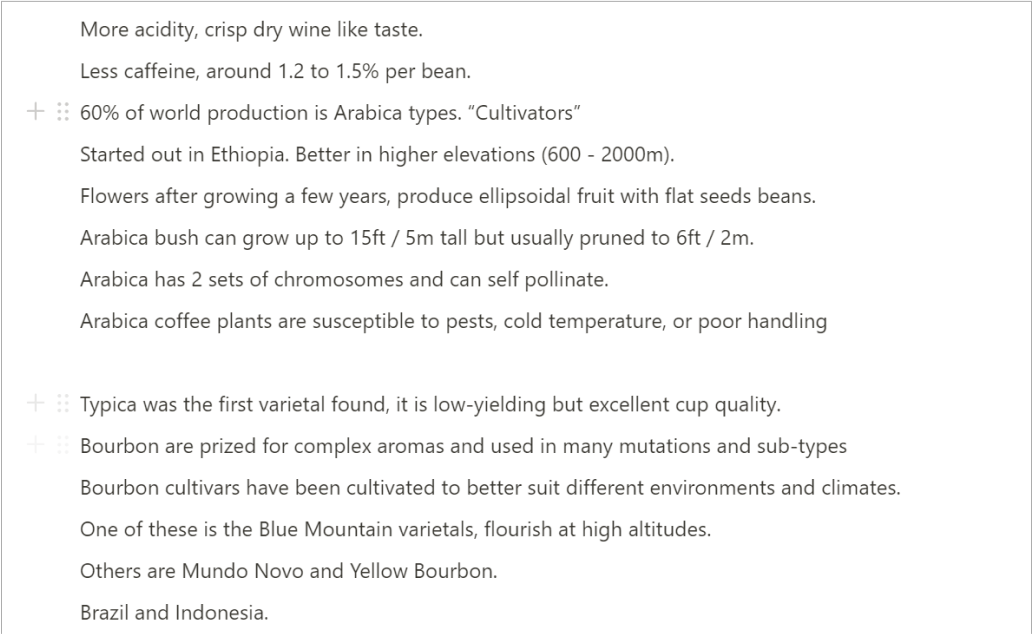 More acidity, crisp dry wine like taste.
Less caffeine, around 1.2 to 1.5% per bean.
60% of world production is Arabica types. “Cultivators”
Started out in Ethiopia. Better in higher elevations (600 - 2000m).
Flowers after growing a few years, produce ellipsoidal fruit with flat seeds beans.
Arabica bush can grow up to 15ft / 5m tall but usually pruned to 6ft / 2m.
Arabica has 2 sets of chromosomes and can self pollinate.
Arabica coffee plants are susceptible to pests, cold temperature, or poor handling
Typica was the first varietal found, it is low-yielding but excellent cup quality.
Bourbon are prized for complex aromas and used in many mutations and sub-types
Bourbon cultivars have been cultivated to better suit different environments and climates.
One of these is the Blue Mountain varietals, flourish at high altitudes.
Others are Mundo Novo and Yellow Bourbon.
Brazil and Indonesia.